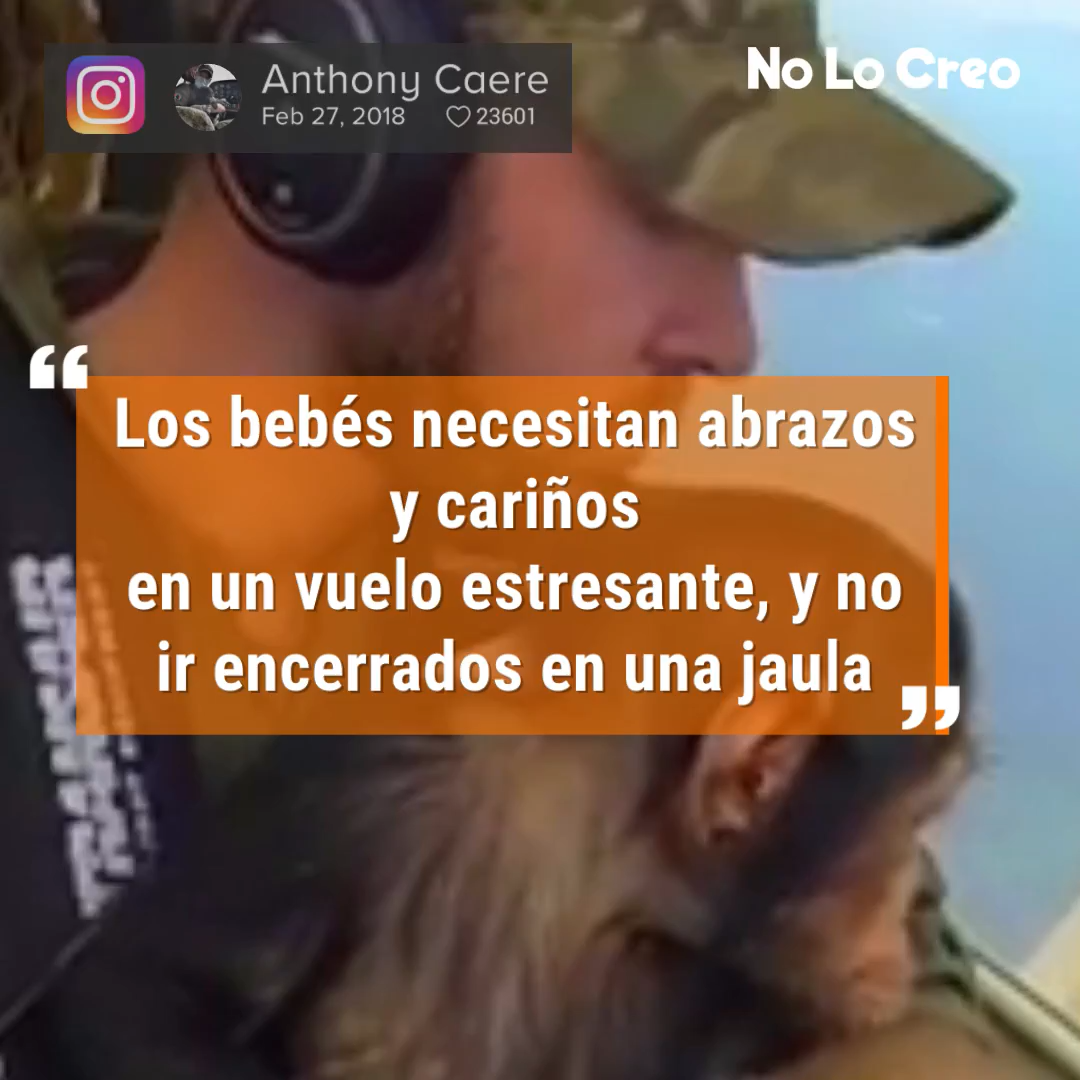 Anthony Caere
Feb 27, 2018 23601
No Lo Creo
“
Los bebés necesitan abrazos
y cariños
en un vuelo estresante, y no
ir encerrados en una jaula
”